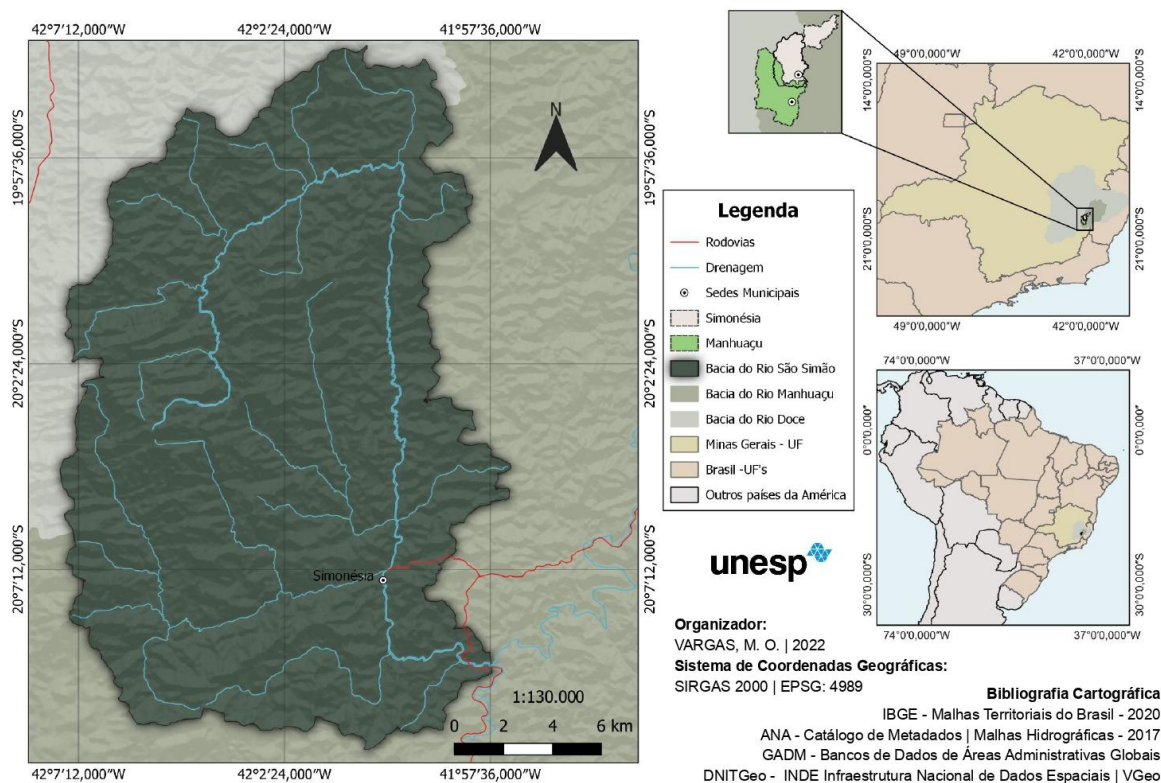 42°7'12,000"W
42°2'24,000"W
41°57'36,000"W
19°57'36,000"S
20°2'24,000"S
20°7'12,000"S
N
Simonésia
1:130.000
0 2 4 6 km
19°57'36,000"S
20°2'24,000"S
20°7'12,000"S
42°7'12,000"W
42°2'24,000"W
41°57'36,000"W
49°0'0,000"W
42°0'0,000"W
14°0'0,000"S
21°0'0,000"S
14°0'0,000"S
21°0'0,000"S
49°0'0,000"W
42°0'0,000"W
Legenda
Rodovias
Drenagem
Sedes Municipais
Simonésia
Manhuaçu
Bacia do Rio São Simão
Bacia do Rio Manhuaçu
Bacia do Rio Doce
Minas Gerais - UF
Brasil -UF's
Outros países da América
74°0'0,000"W
37°0'0,000"W
0°0'0,000"
30°0'0,000"S
0°0'0,000"
30°0'0,000"S
74°0'0,000"W
37°0'0,000"W
unesp
Organizador:
VARGAS, M. O. | 2022
Sistema de Coordenadas Geográficas:
SIRGAS 2000 | EPSG: 4989
Bibliografia Cartográfica
IBGE - Malhas Territoriais do Brasil - 2020
ANA - Catálogo de Metadados | Malhas Hidrográficas - 2017
GADM - Bancos de Dados de Áreas Administrativas Globais
DNITGeo - INDE Infraestrutura Nacional de Dados Espaciais | VGeo